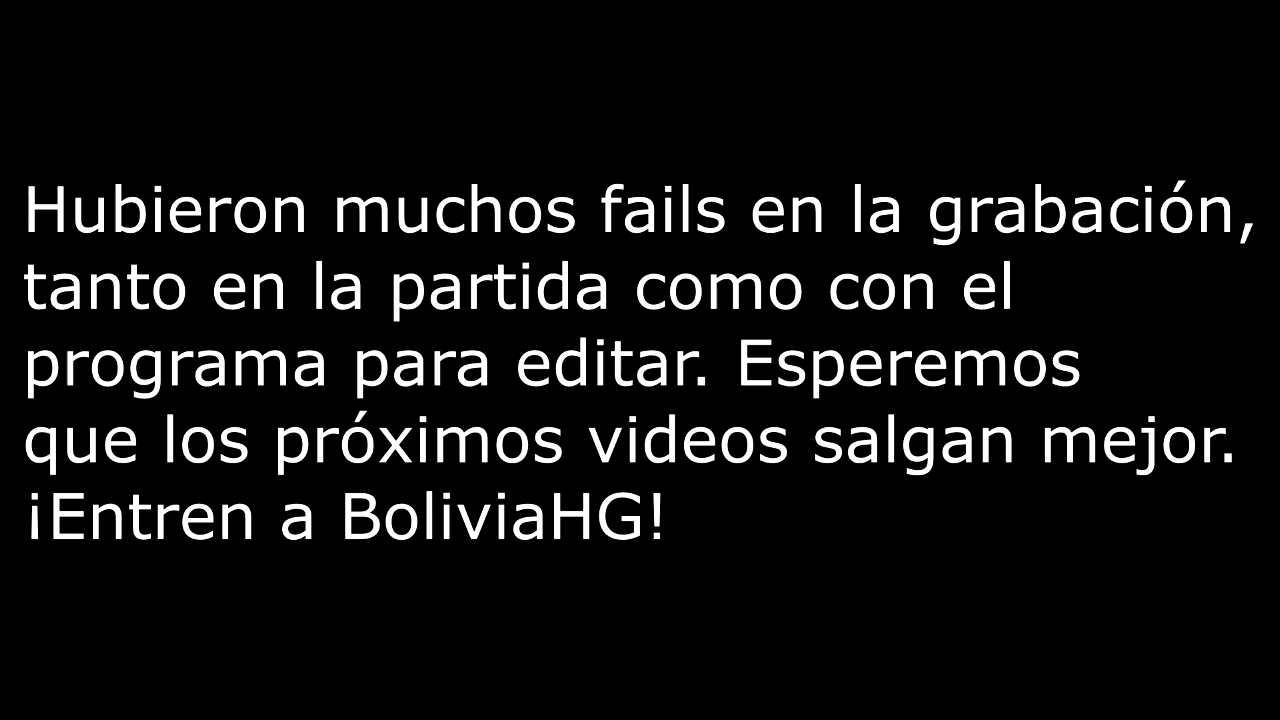 Hubieron muchos fails en la grabación,
tanto en la partida como con el
programa para editar. Esperemos
que los próximos videos salgan mejor.
¡Entren a BoliviaHG!